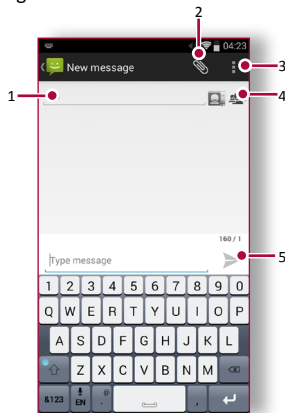 2
04:23
New message
3
1
4
160 / 1
Type message
5
1 2 3 4 5 6 7 8 9 0
Q W E R T Y U I O P
A S D F G H J K L
Z X C V B N M
&123 EN . @ ,